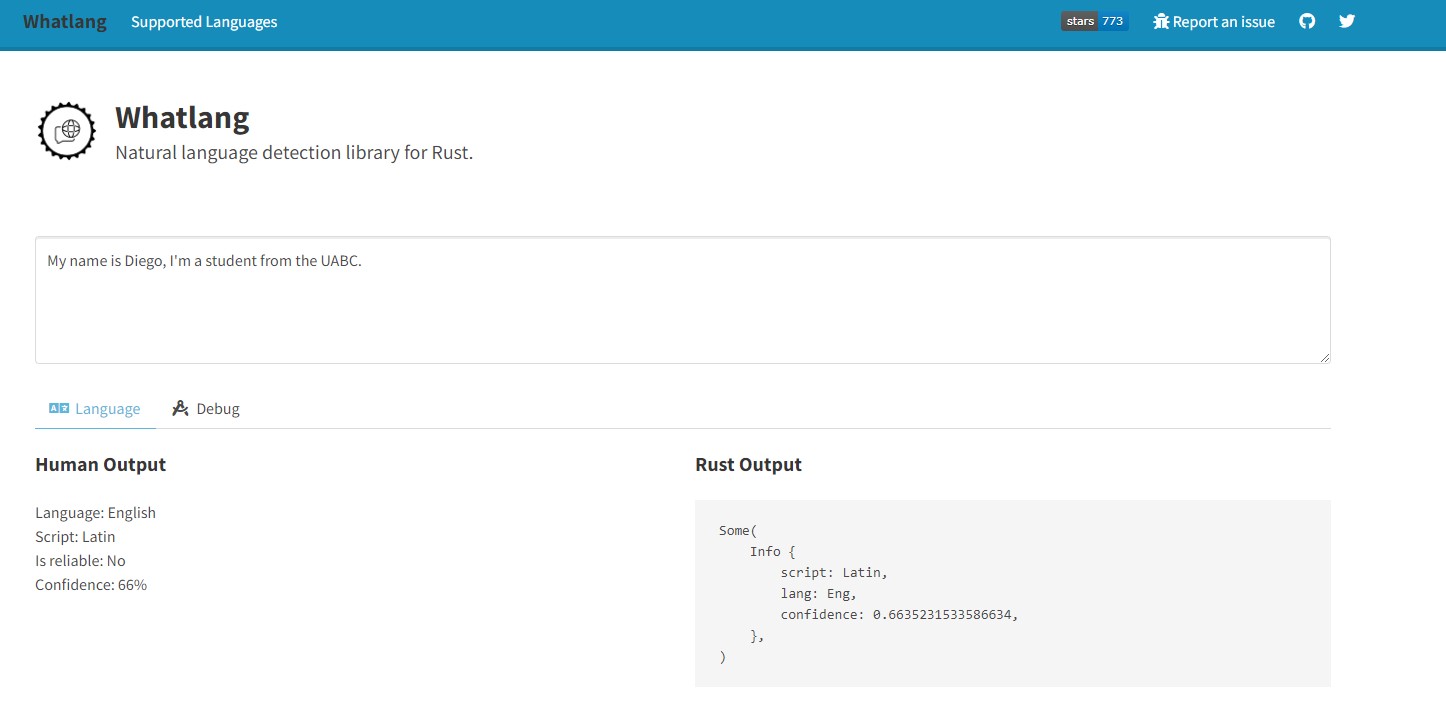 Whatlang Supported Languages stars 773 Report an issue
Whatlang
Natural language detection library for Rust.
My name is Diego, I'm a student from the UABC.
Language Debug
Human Output
Language: English
Script: Latin
Is reliable: No
Confidence: 66%
Rust Output
Some(
    Info {
        script: Latin,
        lang: Eng,
        confidence: 0.6635231533586634,
    },
)